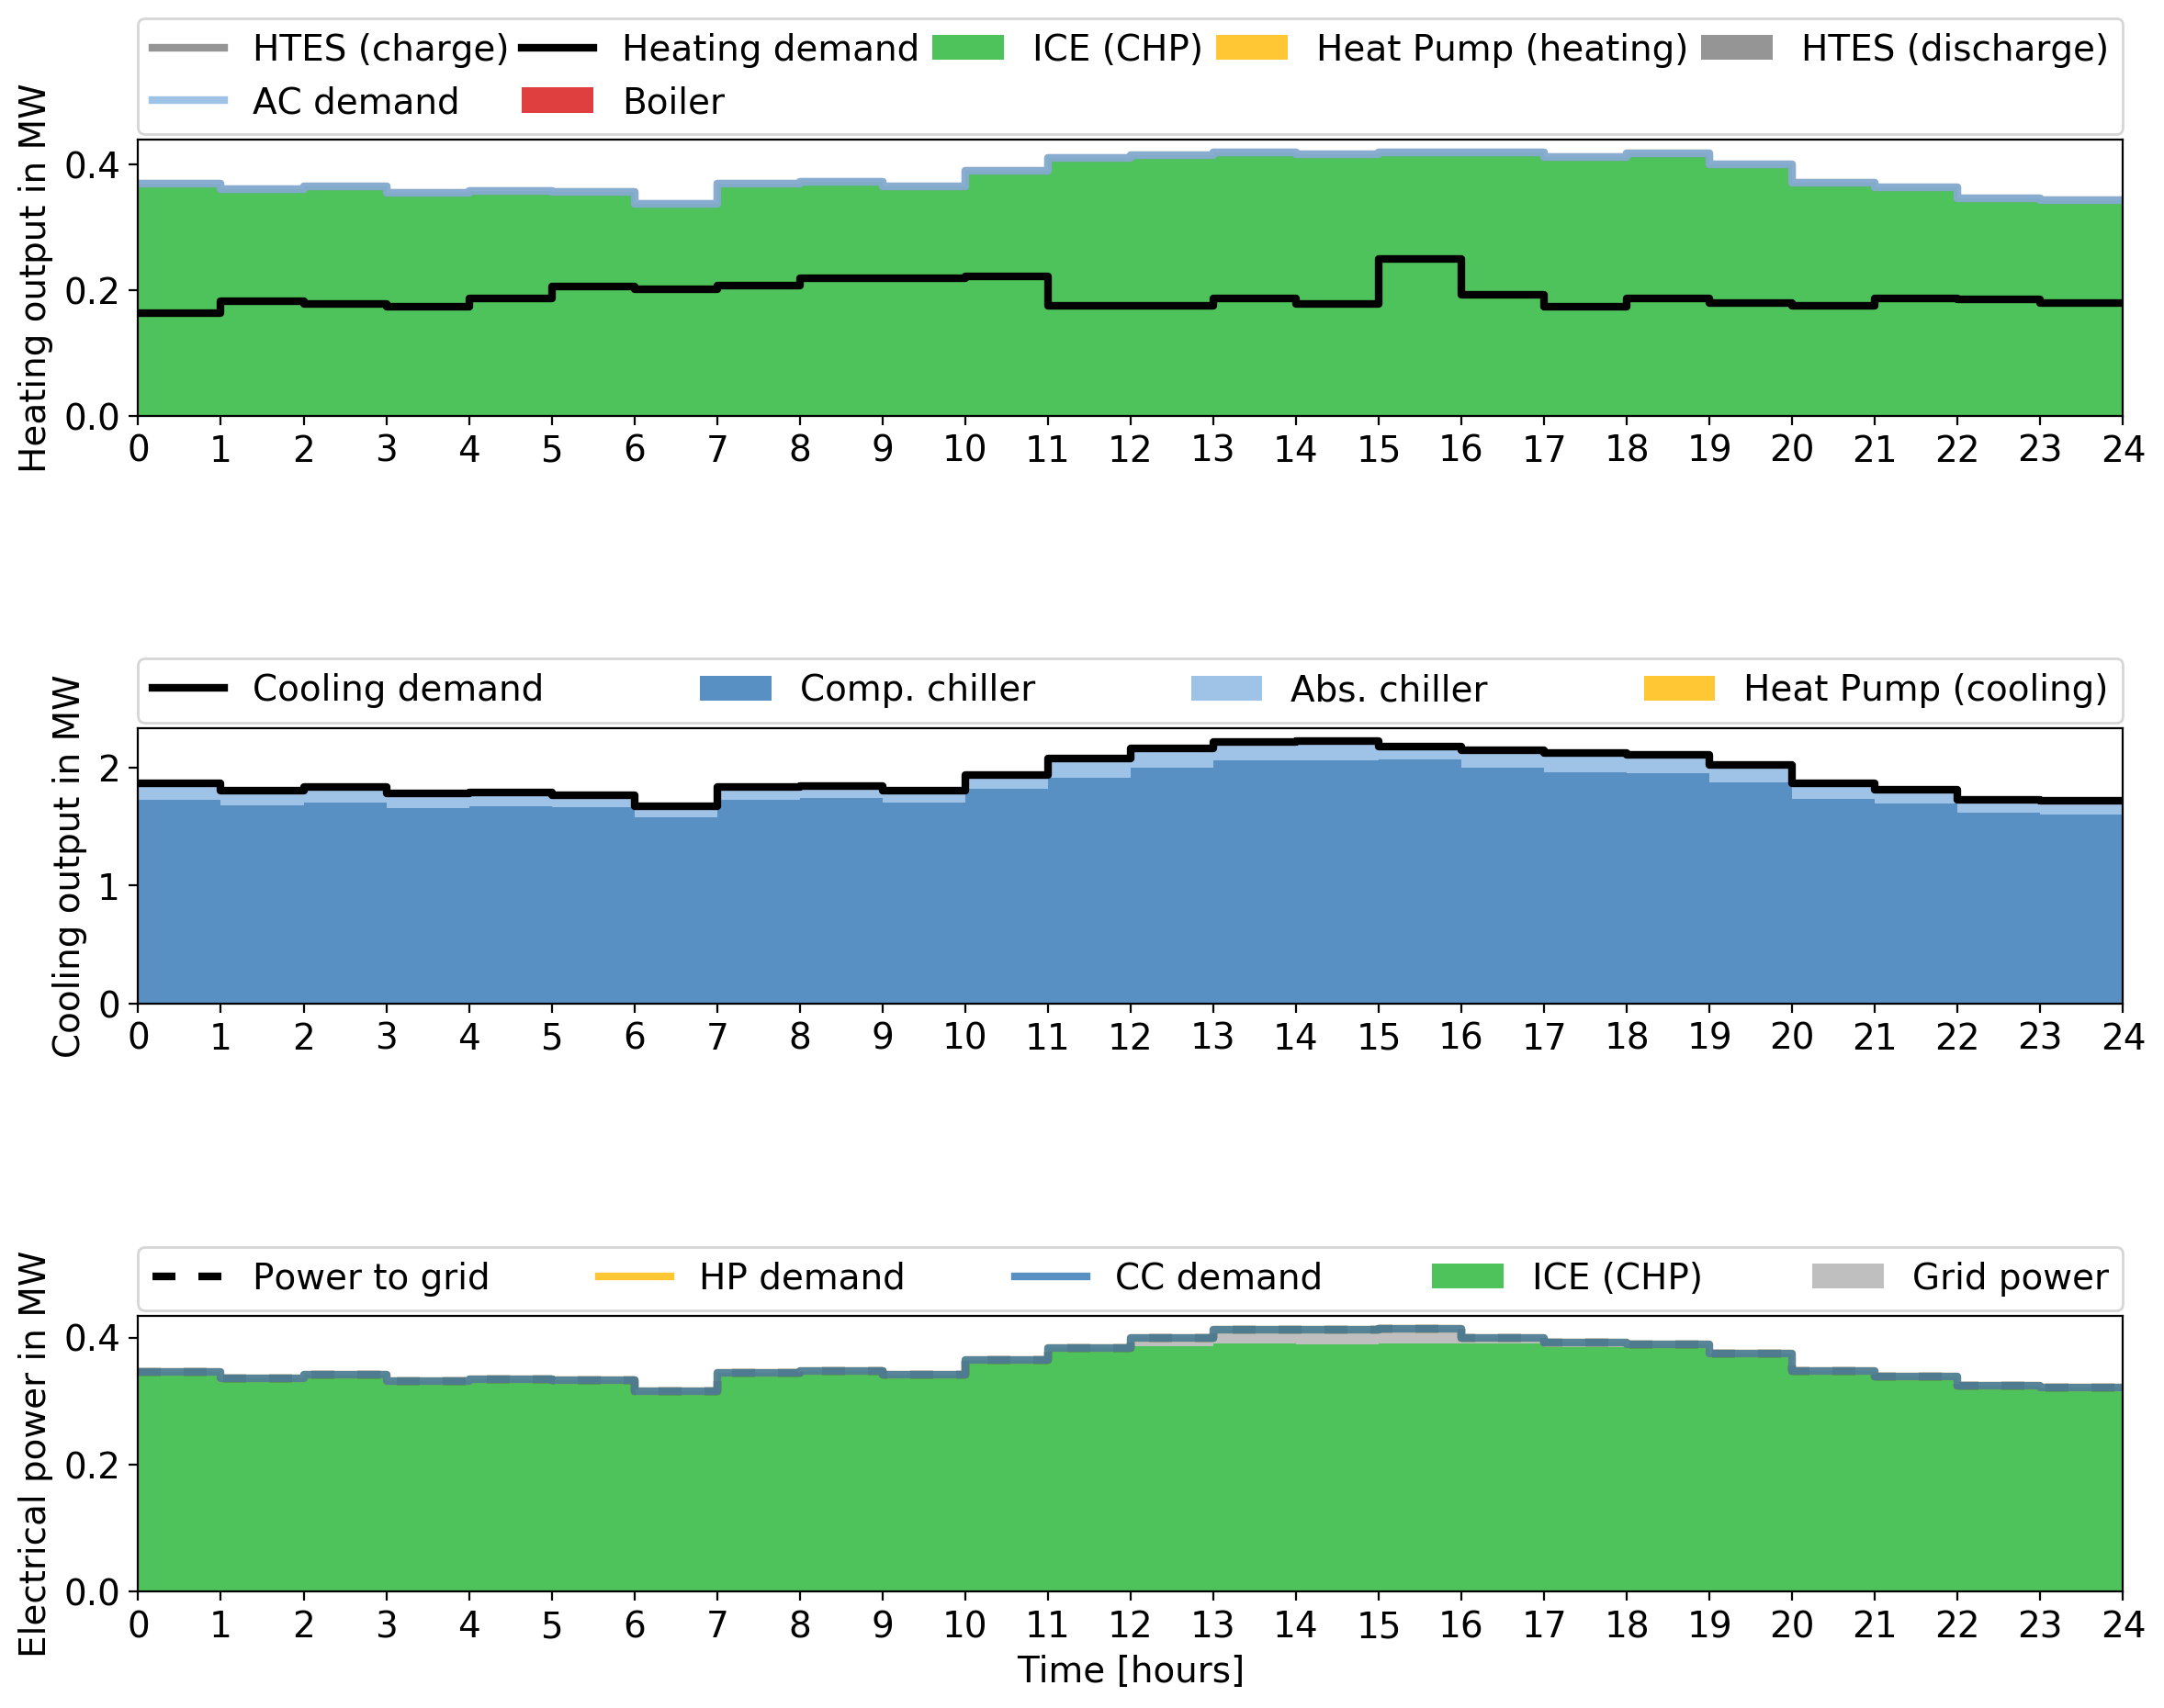 HTES (charge) Heating demand ICE (CHP) Heat Pump (heating) HTES (discharge)
AC demand Boiler
Heating output in MW
0.4
0.2
0.0
0 1 2 3 4 5 6 7 8 9 10 11 12 13 14 15 16 17 18 19 20 21 22 23 24
Cooling demand Comp. chiller Abs. chiller Heat Pump (cooling)
Cooling output in MW
2
1
0
0 1 2 3 4 5 6 7 8 9 10 11 12 13 14 15 16 17 18 19 20 21 22 23 24
Power to grid HP demand CC demand ICE (CHP) Grid power
Electrical power in MW
0.4
0.2
0.0
0 1 2 3 4 5 6 7 8 9 10 11 12 13 14 15 16 17 18 19 20 21 22 23 24
Time [hours]